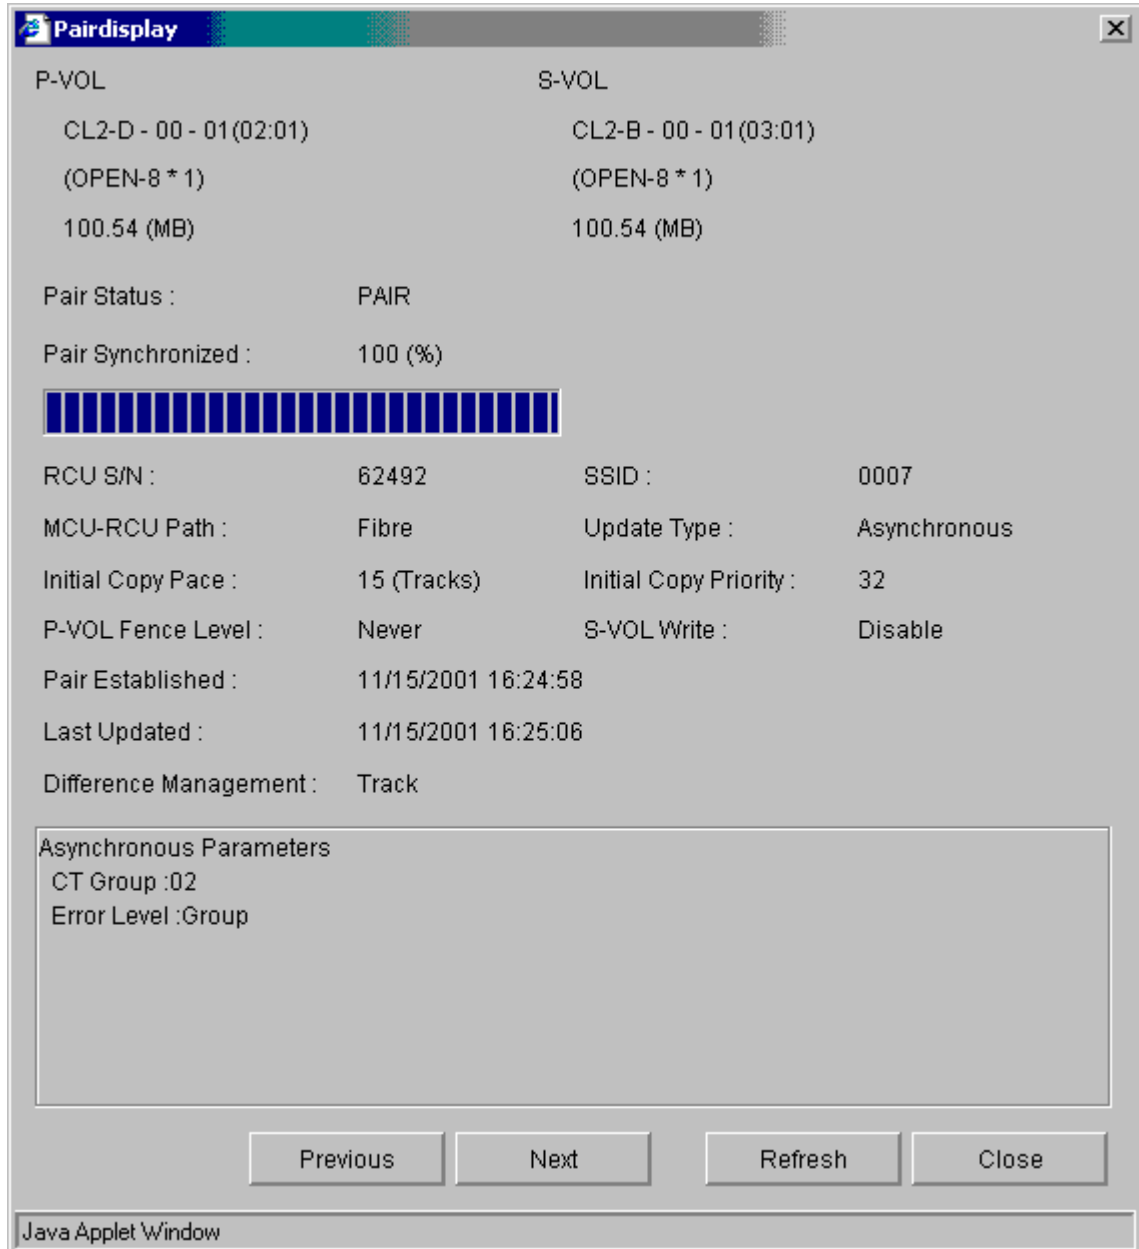 Pairdisplay
P-VOL S-VOL
CL2-D - 00 - 01(02:01) CL2-B - 00 - 01(03:01)
(OPEN-8 * 1) (OPEN-8 * 1)
100.54 (MB) 100.54 (MB)
Pair Status : PAIR
Pair Synchronized : 100 (%)
RCU S/N : 62492 SSID : 0007
MCU-RCU Path : Fibre Update Type : Asynchronous
Initial Copy Pace : 15 (Tracks) Initial Copy Priority : 32
P-VOL Fence Level : Never S-VOL Write : Disable
Pair Established : 11/15/2001 16:24:58
Last Updated : 11/15/2001 16:25:06
Difference Management : Track
Asynchronous Parameters
CT Group :02
Error Level :Group
Previous Next Refresh Close
Java Applet Window